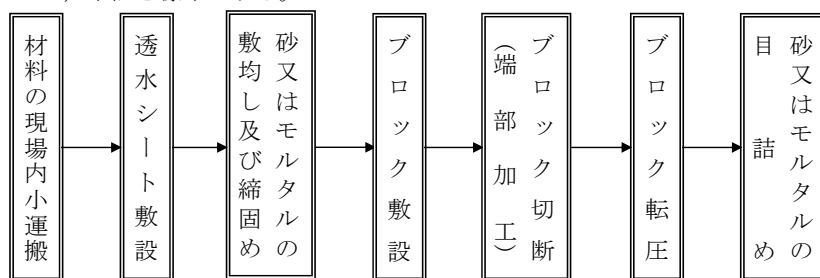 材料の現場内小運搬
透水シート敷設
砂又はモルタルの
敷均し及び締固め
ブロック敷設
ブロック切断
(端部加工)
ブロック転圧
砂又はモルタルの
目詰め